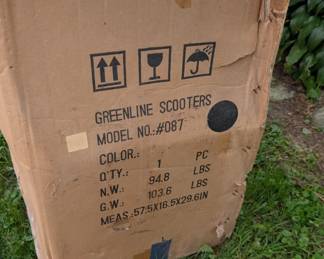 GREENLINE SCOOTERS
MODEL NO.:#087
COLOR.:
Q'TY.: 1 PC
N.W.: 94.8 LBS
G.W.: 103.6 LBS
MEAS.:57.5X16.5X29.6IN